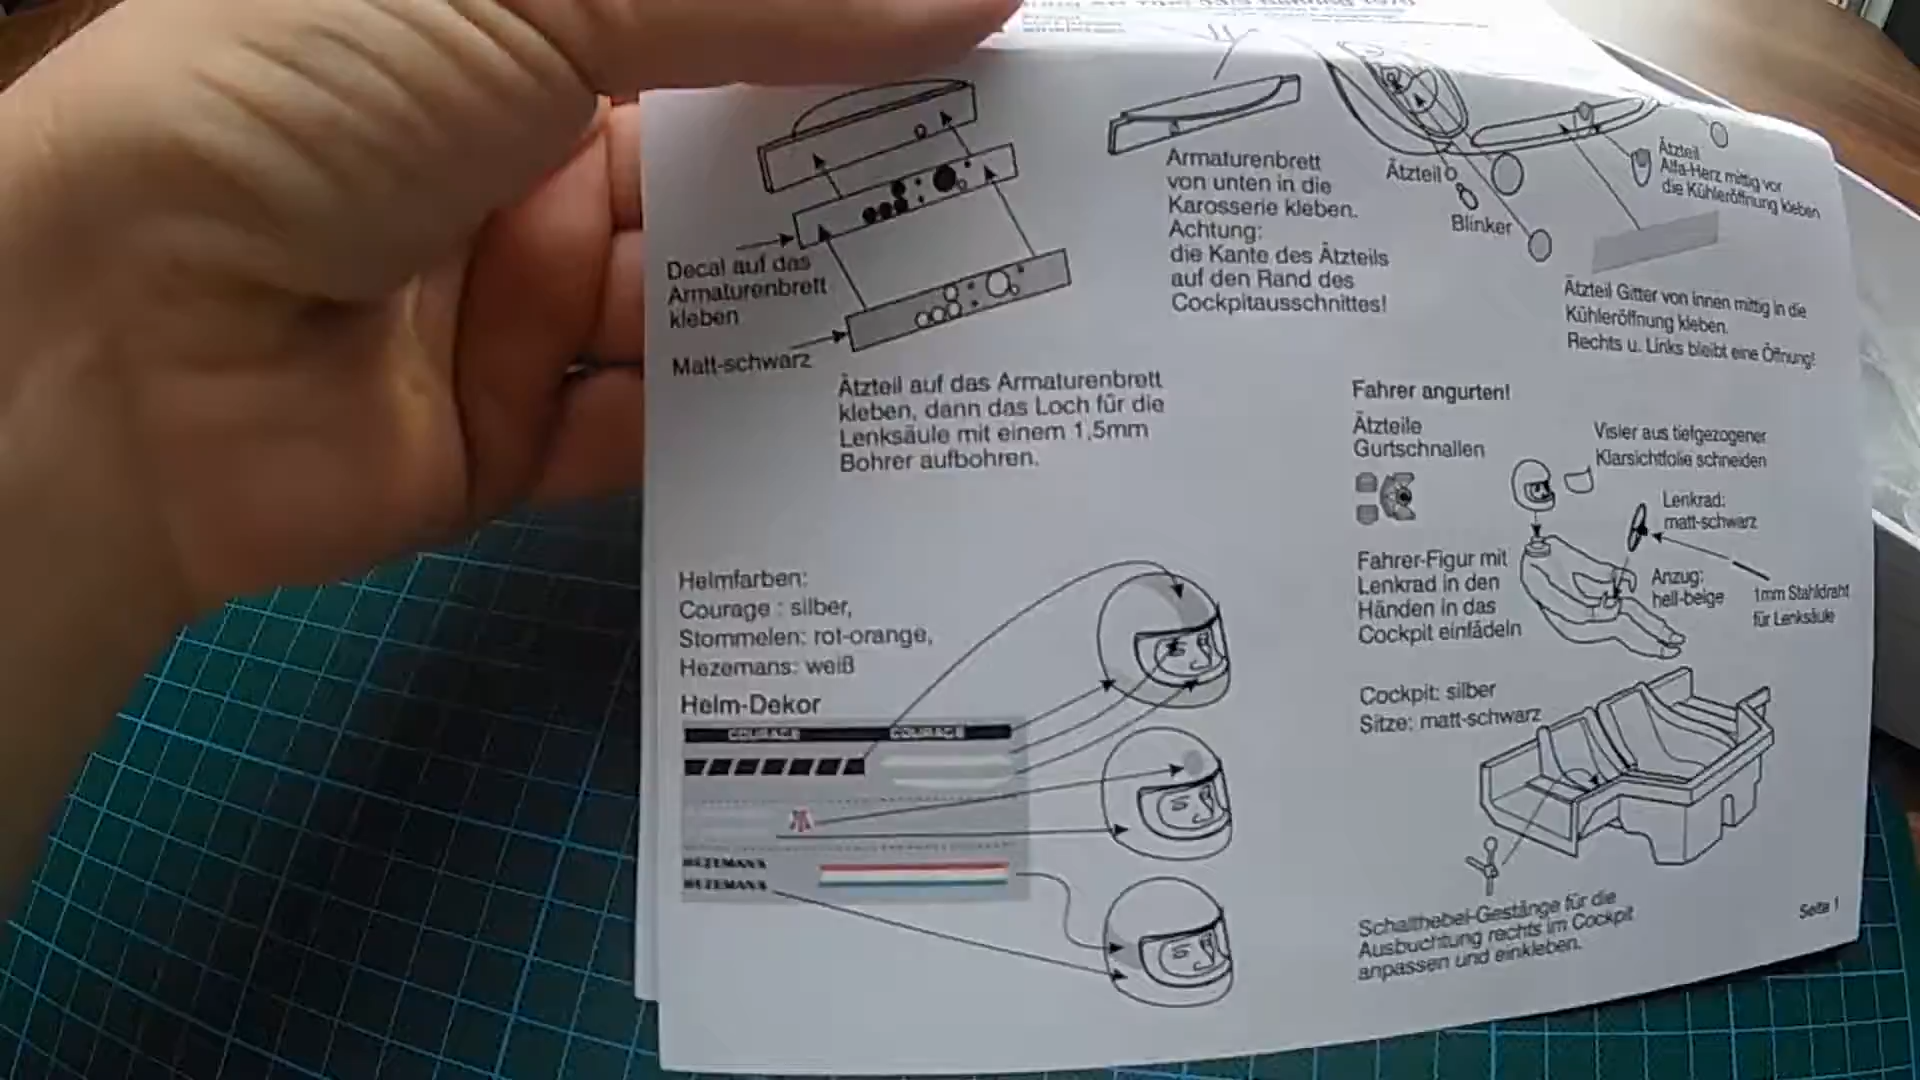 Decal auf das
Armaturenbrett
kleben
Matt-schwarz
Ätzteil auf das Armaturenbrett
kleben, dann das Loch für die
Lenksäule mit einem 1,5mm
Bohrer aufbohren.
Armaturenbrett
von unten in die
Karosserie kleben.
Achtung:
die Kante des Ätzteils
auf den Rand des
Cockpitausschnittes!
Ätzteil
Blinker
Ätzteil
Alfa-Herz mittig vor
die Kühleröffnung kleben
Ätzteil Gitter von innen mittig in die
Kühleröffnung kleben.
Rechts u. Links bleibt eine Öffnung!
Helmfarben:
Courage : silber,
Stommelen: rot-orange,
Hezemans: weiß
Helm-Dekor
COURAGE COURAGE
HEZEMANS
HEZEMANS
Fahrer angurten!
Ätzteile
Gurtschnallen
Visier aus tiefgezogener
Klarsichtfolie schneiden
Lenkrad:
matt-schwarz
Fahrer-Figur mit
Lenkrad in den
Händen in das
Cockpit einfädeln
Anzug:
hell-beige
1mm Stahldraht
für Lenksäule
Cockpit: silber
Sitze: matt-schwarz
Schalthebel-Gestänge für die
Ausbuchtung rechts im Cockpit
anpassen und einkleben.
Seite 1